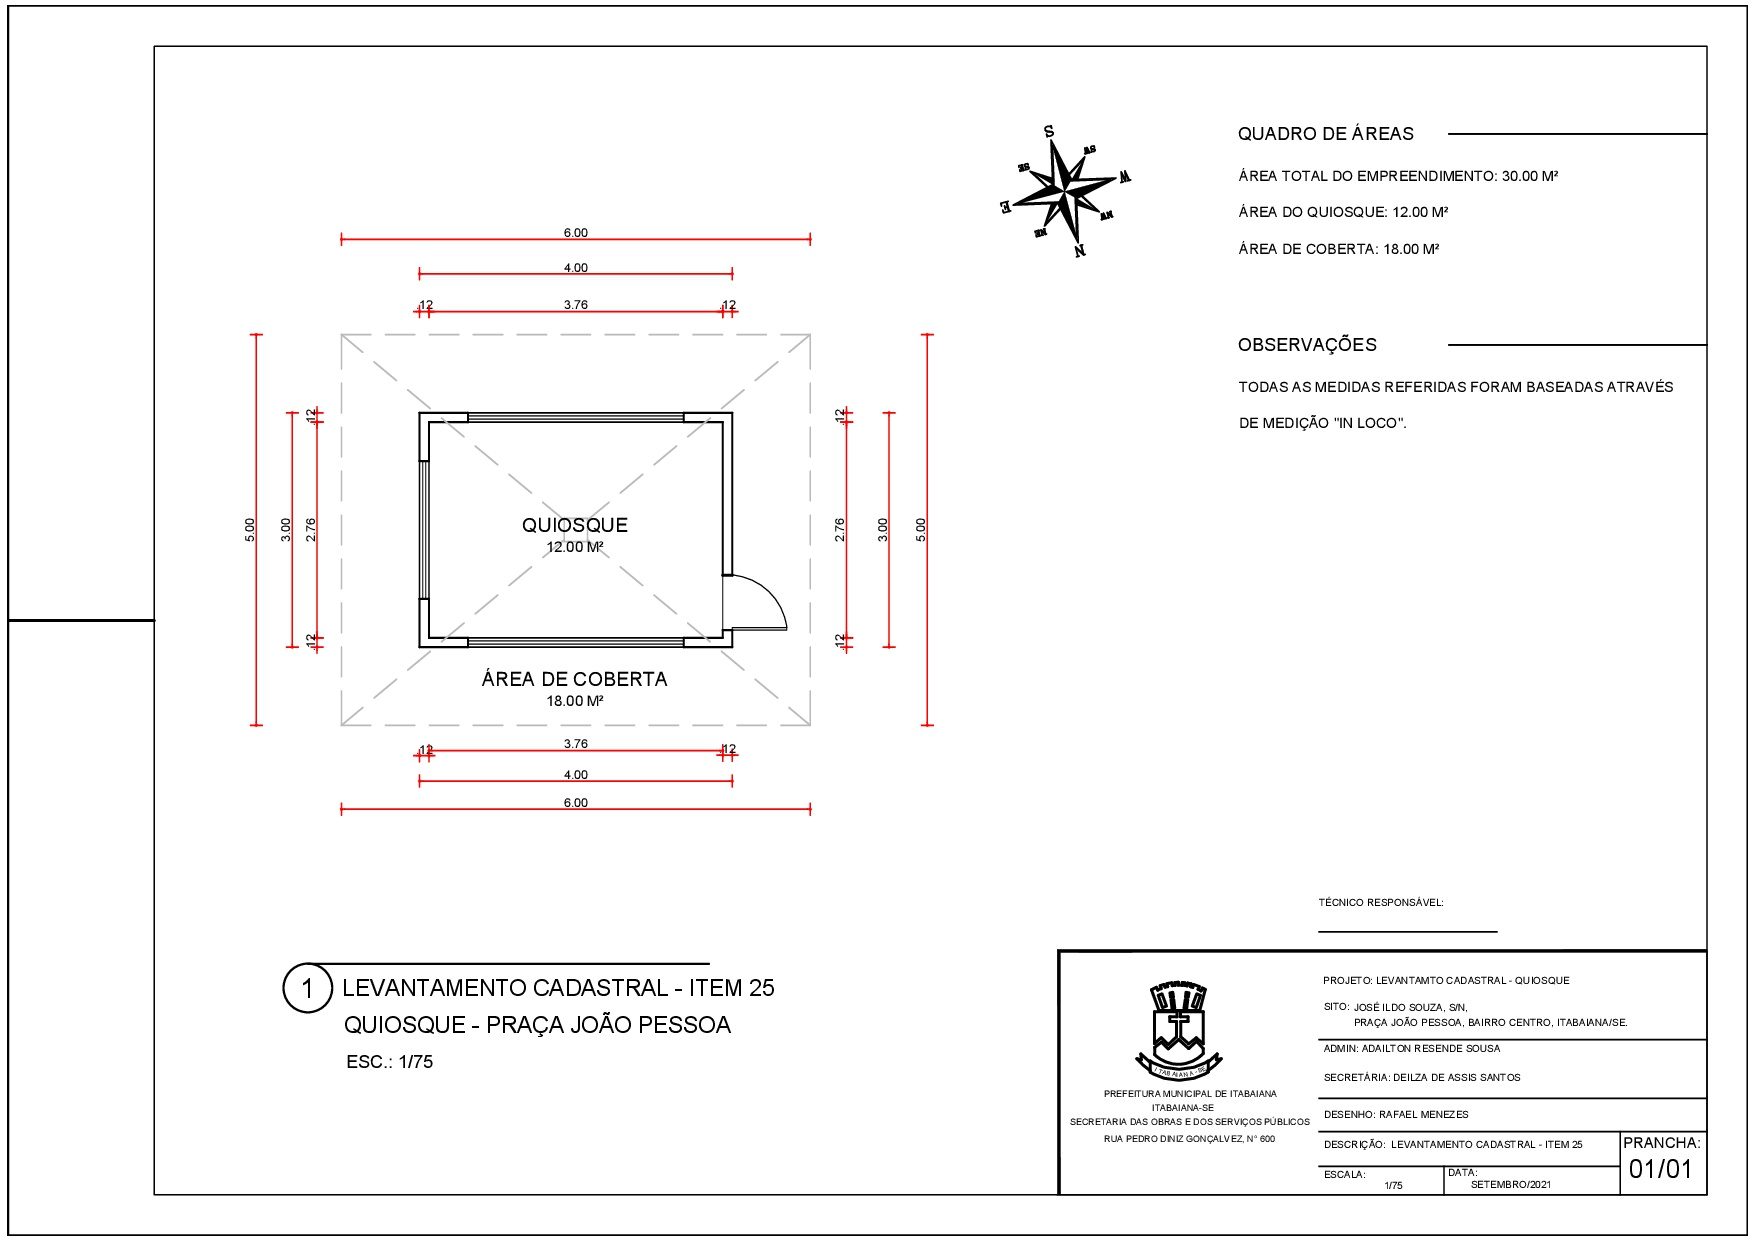 S
SW
SE
W
E
NW
NE
N
QUADRO DE ÁREAS
ÁREA TOTAL DO EMPREENDIMENTO: 30.00 M²
ÁREA DO QUIOSQUE: 12.00 M²
ÁREA DE COBERTA: 18.00 M²
OBSERVAÇÕES
TODAS AS MEDIDAS REFERIDAS FORAM BASEADAS ATRAVÉS
DE MEDIÇÃO "IN LOCO".
6.00
4.00
.12 3.76 .12
.12
.12
5.00
3.00
2.76
2.76
3.00
5.00
QUIOSQUE
12.00 M²
.12
.12
ÁREA DE COBERTA
18.00 M²
.12 3.76 .12
4.00
6.00
1
LEVANTAMENTO CADASTRAL - ITEM 25
QUIOSQUE - PRAÇA JOÃO PESSOA
ESC.: 1/75
TÉCNICO RESPONSÁVEL:
ITABAIANA-SE
PREFEITURA MUNICIPAL DE ITABAIANA
ITABAIANA-SE
SECRETARIA DAS OBRAS E DOS SERVIÇOS PÚBLICOS
RUA PEDRO DINIZ GONÇALVEZ, N° 600
PROJETO: LEVANTAMTO CADASTRAL - QUIOSQUE
SITO: JOSÉ ILDO SOUZA, S/N,
PRAÇA JOÃO PESSOA, BAIRRO CENTRO, ITABAIANA/SE.
ADMIN: ADAILTON RESENDE SOUSA
SECRETÁRIA: DEILZA DE ASSIS SANTOS
DESENHO: RAFAEL MENEZES
DESCRIÇÃO: LEVANTAMENTO CADASTRAL - ITEM 25
ESCALA:
1/75
DATA:
SETEMBRO/2021
PRANCHA:
01/01